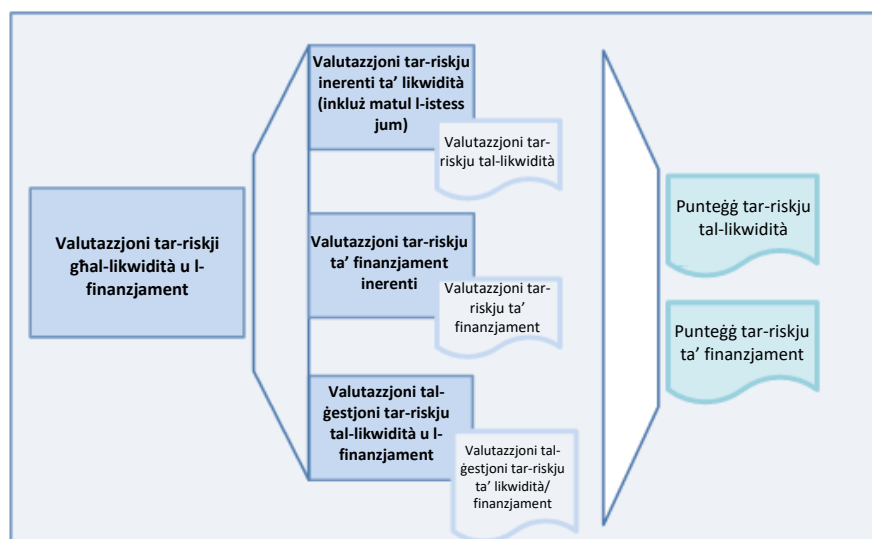 Valutazzjoni tar-riskji
għal-likwidità u l-
finanzjament
Valutazzjoni tar-riskju
inerenti ta’ likwidità
(inkluż matul l-istess
jum)
Valutazzjoni tar-
riskju tal-likwidità
Valutazzjoni tar-riskju
ta’ finanzjament
inerenti
Valutazzjoni tar-
riskju ta’
finanzjament
Valutazzjoni tal-
ġestjoni tar-riskju
tal-likwidità u l-
finanzjament
Valutazzjoni tal-
ġestjoni tar-riskju
ta’ likwidità/
finanzjament
Punteġġ tar-riskju
tal-likwidità
Punteġġ tar-riskju
ta’ finanzjament